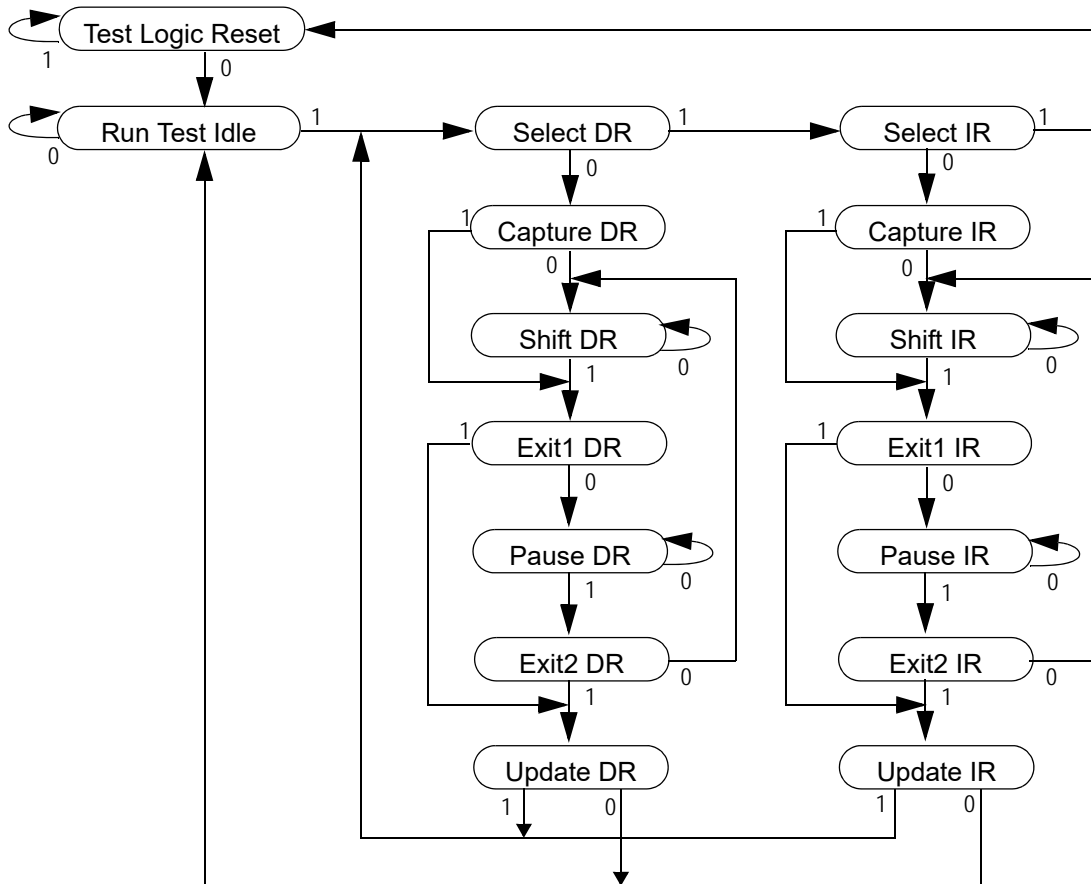 Test Logic Reset
1
0
Run Test Idle
1
Select DR
1
Select IR
1
0
0
0
1
Capture DR
1
Capture IR
0
0
Shift DR
Shift IR
0
0
1
1
1
Exit1 DR
1
Exit1 IR
0
0
Pause DR
Pause IR
0
0
1
1
Exit2 DR
Exit2 IR
0
0
1
1
Update DR
Update IR
1
0
1
0